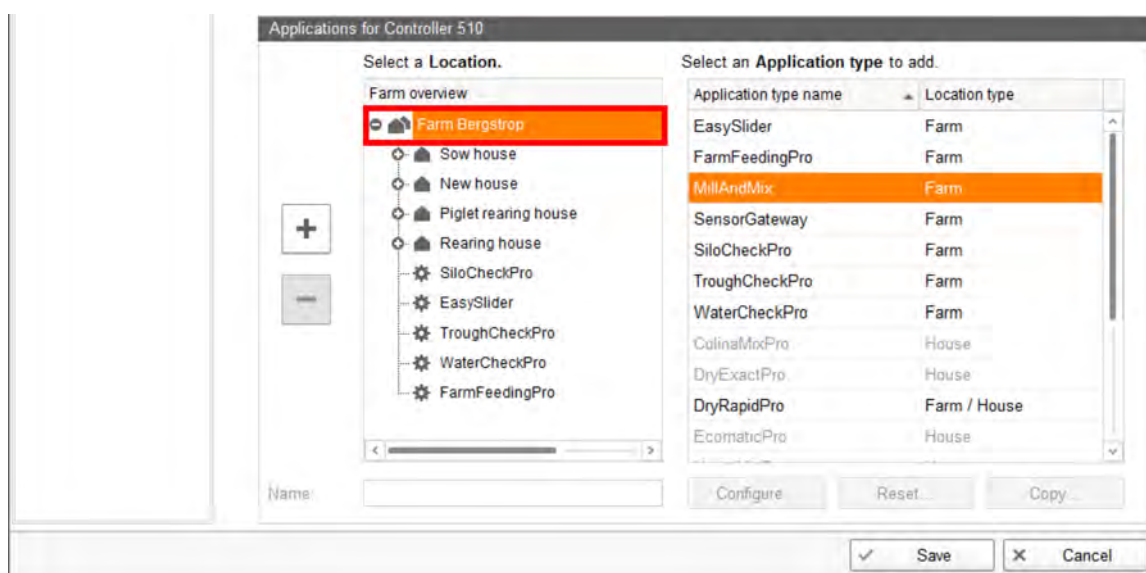 Applications for Controller 510
Select a Location.
Select an Application type to add.
Farm overview
Application type name
Location type
Farm Bergstrop
Sow house
New house
Piglet rearing house
Rearing house
SiloCheckPro
EasySlider
TroughCheckPro
WaterCheckPro
FarmFeedingPro
EasySlider Farm
FarmFeedingPro Farm
MillAndMix Farm
SensorGateway Farm
SiloCheckPro Farm
TroughCheckPro Farm
WaterCheckPro Farm
CulinaMixPro House
DryExactPro House
DryRapidPro Farm / House
EcomaticPro House
Name:
Configure
Reset...
Copy...
Save
Cancel